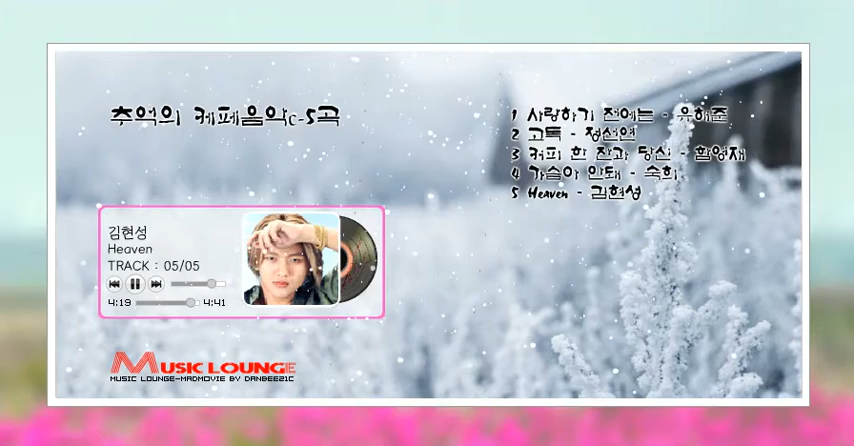 추억의 카페음악c-5곡
1 사랑하기 전에는 - 유해준
2 고독 - 정선연
3 커피 한 잔과 당신 - 함영재
4 가슴아 안돼 - 숙희
5 Heaven - 김현성
김현성
Heaven
TRACK : 05/05
4:19 4:41
MUSIC LOUNGE
MUSIC LOUNGE-MADMOVIE BY DANBEE21C